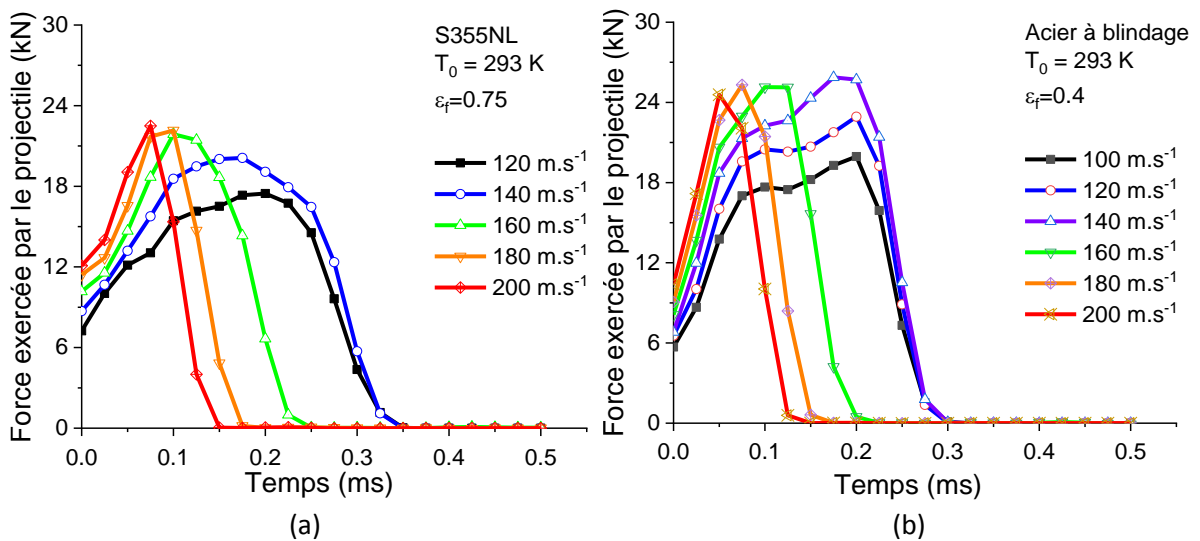 Force exercée par le projectile (kN)
30
24
18
12
6
0
S355NL
T0 = 293 K
εf=0.75
120 m.s-1
140 m.s-1
160 m.s-1
180 m.s-1
200 m.s-1
0.0 0.1 0.2 0.3 0.4 0.5
Temps (ms)
(a)
Force exercée par le projectile (kN)
30
24
18
12
6
0
Acier à blindage
T0 = 293 K
εf=0.4
100 m.s-1
120 m.s-1
140 m.s-1
160 m.s-1
180 m.s-1
200 m.s-1
0.0 0.1 0.2 0.3 0.4 0.5
Temps (ms)
(b)